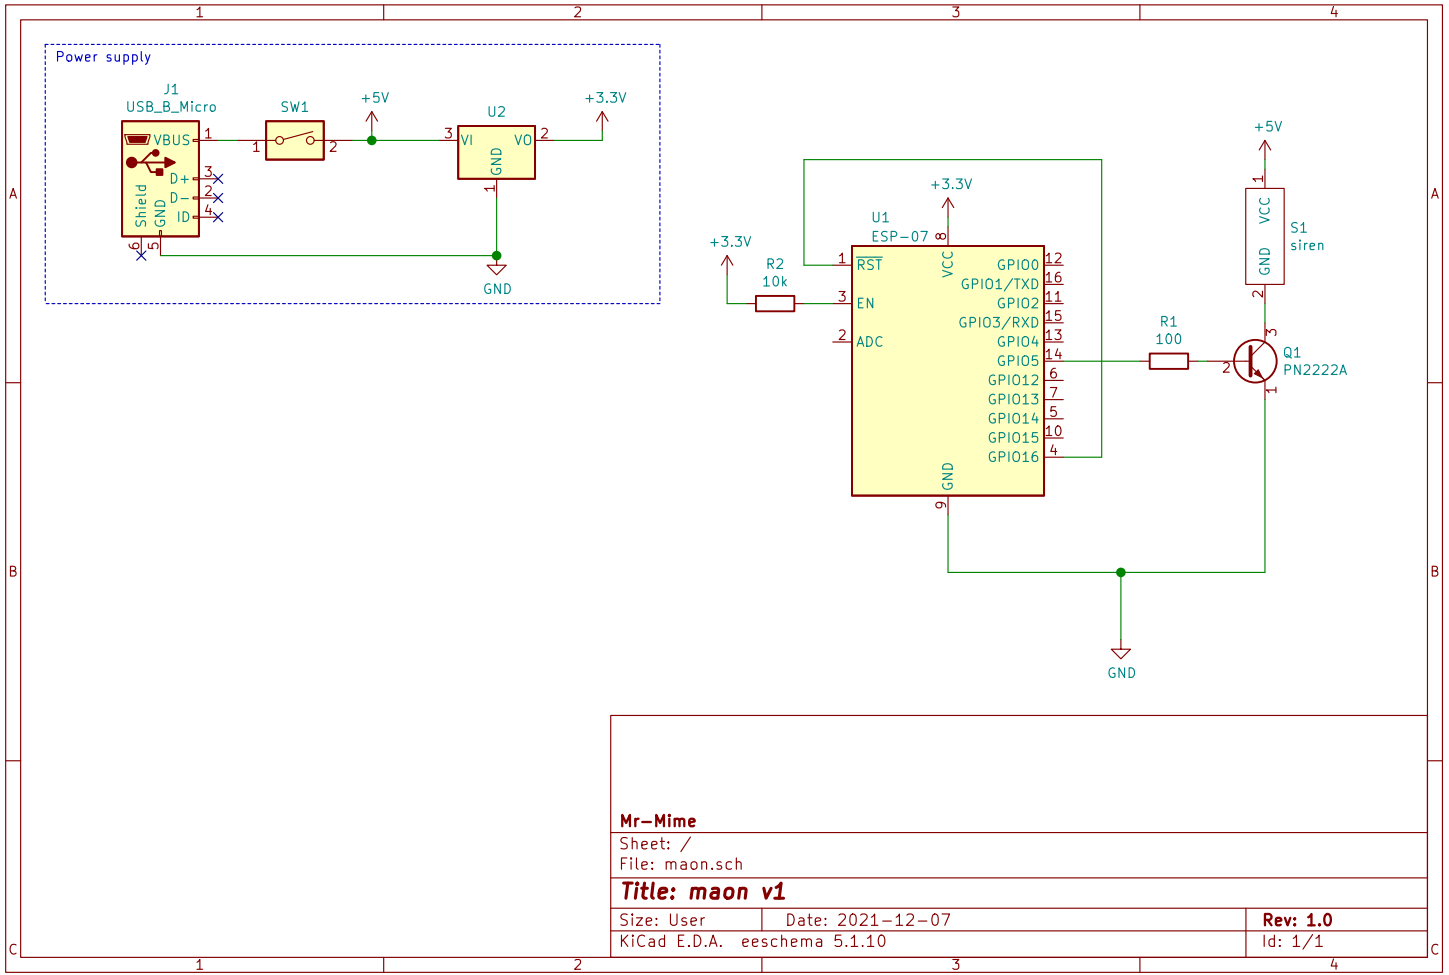 1 2 3 4
Power supply
J1
USB_B_Micro
VBUS 1
D+ 3
D- 2
ID 4
Shield
GND
6 5
SW1
1 2
+5V
U2
3 VI VO 2
GND
1
GND
+3.3V
+5V
1
VCC
GND
2
S1
siren
A A
+3.3V
+3.3V
R2
10k
U1
ESP-07
8
VCC
1 RST
3 EN
2 ADC
GPIO0 12
GPIO1/TXD 16
GPIO2 11
GPIO3/RXD 15
GPIO4 13
GPIO5 14
GPIO12 6
GPIO13 7
GPIO14 5
GPIO15 10
GPIO16 4
GND
9
R1
100
3
2
1
Q1
PN2222A
B B
GND
Mr-Mime
Sheet: /
File: maon.sch
Title: maon v1
Size: User Date: 2021-12-07 Rev: 1.0
KiCad E.D.A. eeschema 5.1.10 Id: 1/1
C C
1 2 3 4